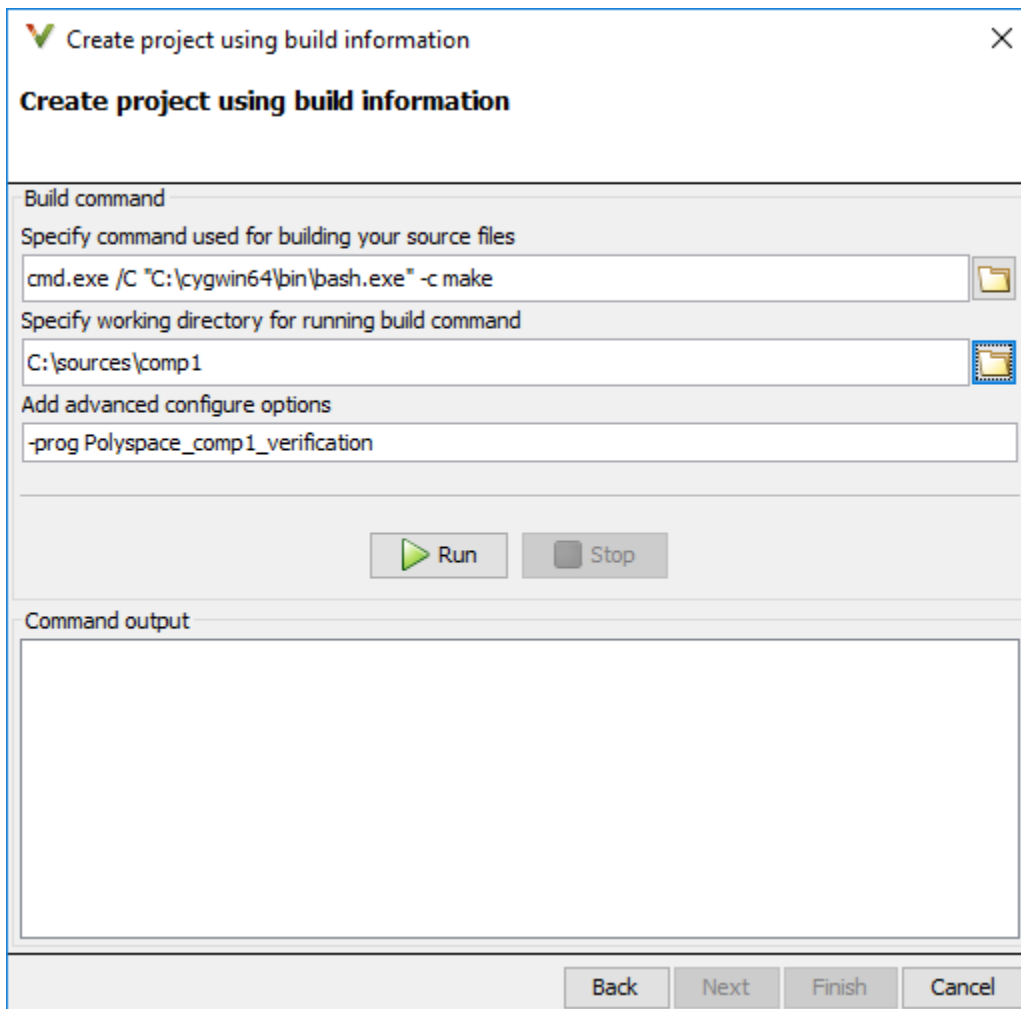 Create project using build information
Create project using build information
Build command
Specify command used for building your source files
cmd.exe /C "C:\cygwin64\bin\bash.exe" -c make
Specify working directory for running build command
C:\sources\comp1
Add advanced configure options
-prog Polyspace_comp1_verification
Run Stop
Command output
Back Next Finish Cancel